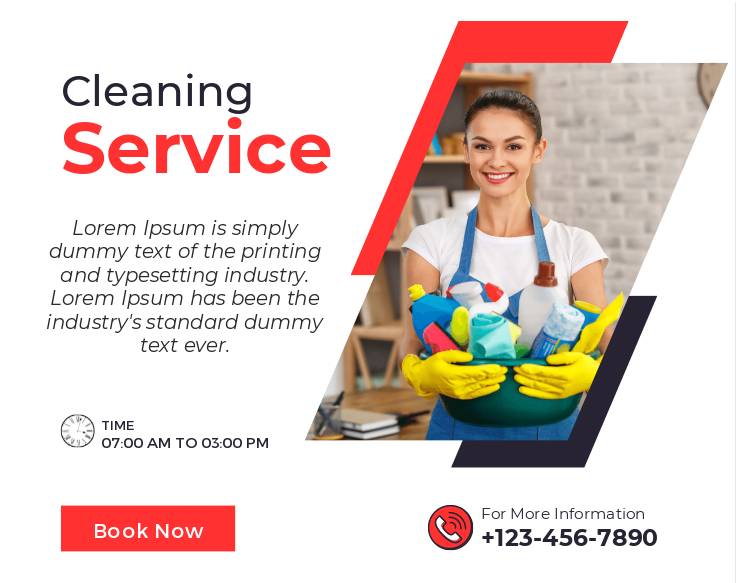 Cleaning
Service
Lorem Ipsum is simply
dummy text of the printing
and typesetting industry.
Lorem Ipsum has been the
industry's standard dummy
text ever.
TIME
07:00 AM TO 03:00 PM
Book Now
For More Information
+123-456-7890